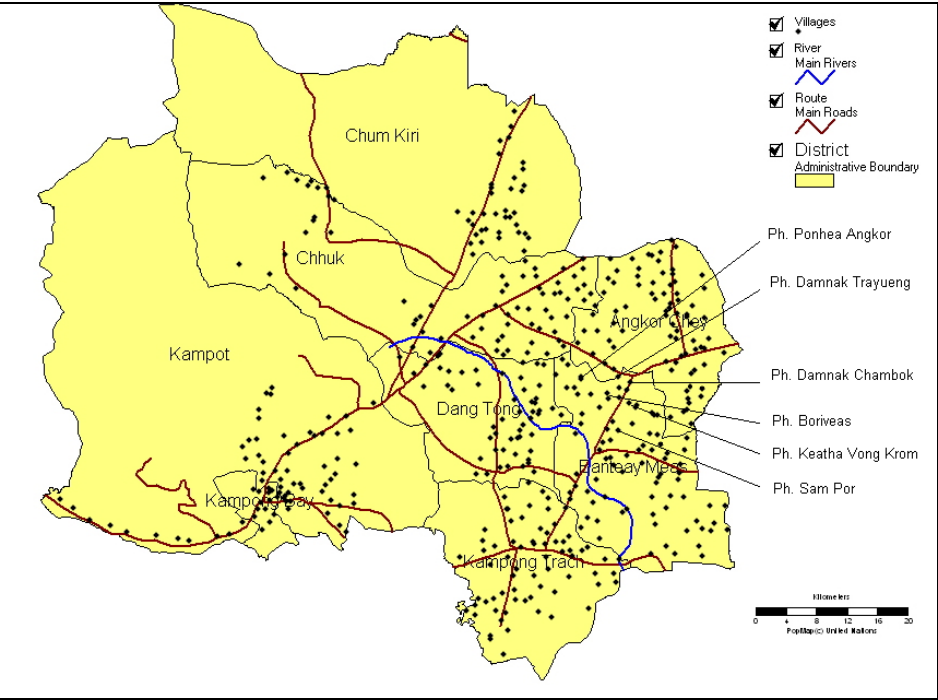 Villages
River
Main Rivers
Route
Main Roads
District
Administrative Boundary
Chum Kiri
Ph. Ponhea Angkor
Chhuk
Ph. Damnak Trayueng
Angkor Chey
Kampot
Ph. Damnak Chambok
Dang Tong
Ph. Boriveas
Ph. Keatha Vong Krom
Banteay Meas
Ph. Sam Por
Kampong Bay
Kampong Trach
Kilometers
0 4 8 12 16 20
PopMap(c) United Nations